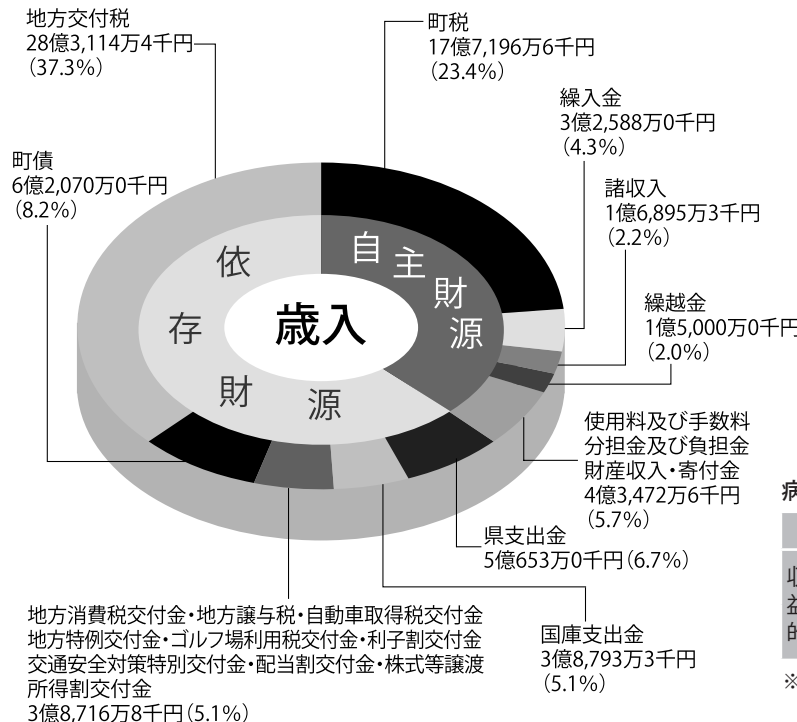 地方交付税
28億3,114万4千円
(37.3%)
町税
17億7,196万6千円
(23.4%)
繰入金
3億2,588万0千円
(4.3%)
町債
6億2,070万0千円
(8.2%)
諸収入
1億6,895万3千円
(2.2%)
繰越金
1億5,000万0千円
(2.0%)
自主財源
依存財源
歳入
使用料及び手数料
分担金及び負担金
財産収入・寄付金
4億3,472万6千円
(5.7%)
県支出金
5億653万0千円(6.7%)
国庫支出金
3億8,793万3千円
(5.1%)
地方消費税交付金・地方譲与税・自動車取得税交付金
地方特例交付金・ゴルフ場利用税交付金・利子割交付金
交通安全対策特別交付金・配当割交付金・株式等譲渡
所得割交付金
3億8,716万8千円(5.1%)
※